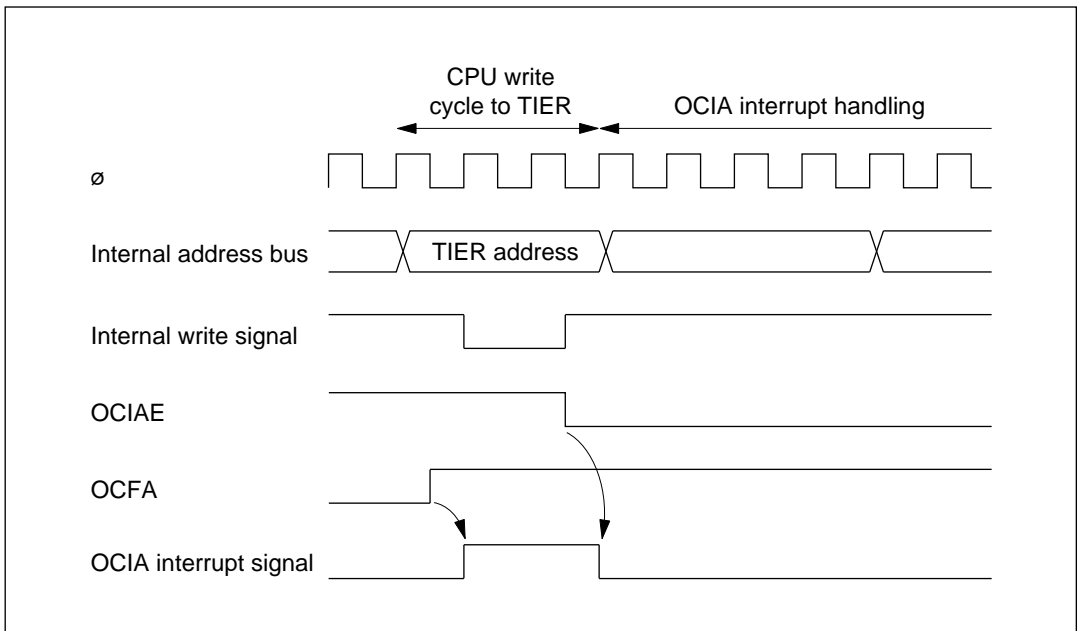 CPU write
cycle to TIER
OCIA interrupt handling
ø
Internal address bus
TIER address
Internal write signal
OCIAE
OCFA
OCIA interrupt signal